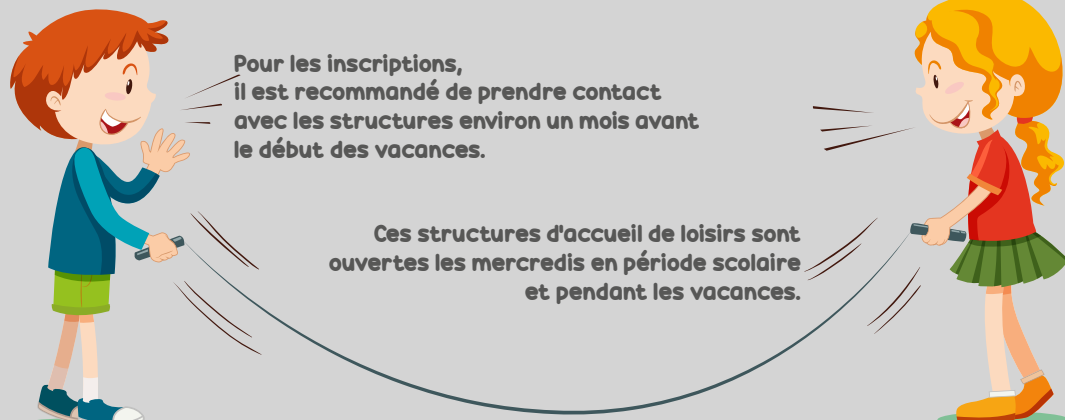 Pour les inscriptions,
il est recommandé de prendre contact
avec les structures environ un mois avant
le début des vacances.
Ces structures d'accueil de loisirs sont
ouvertes les mercredis en période scolaire
et pendant les vacances.